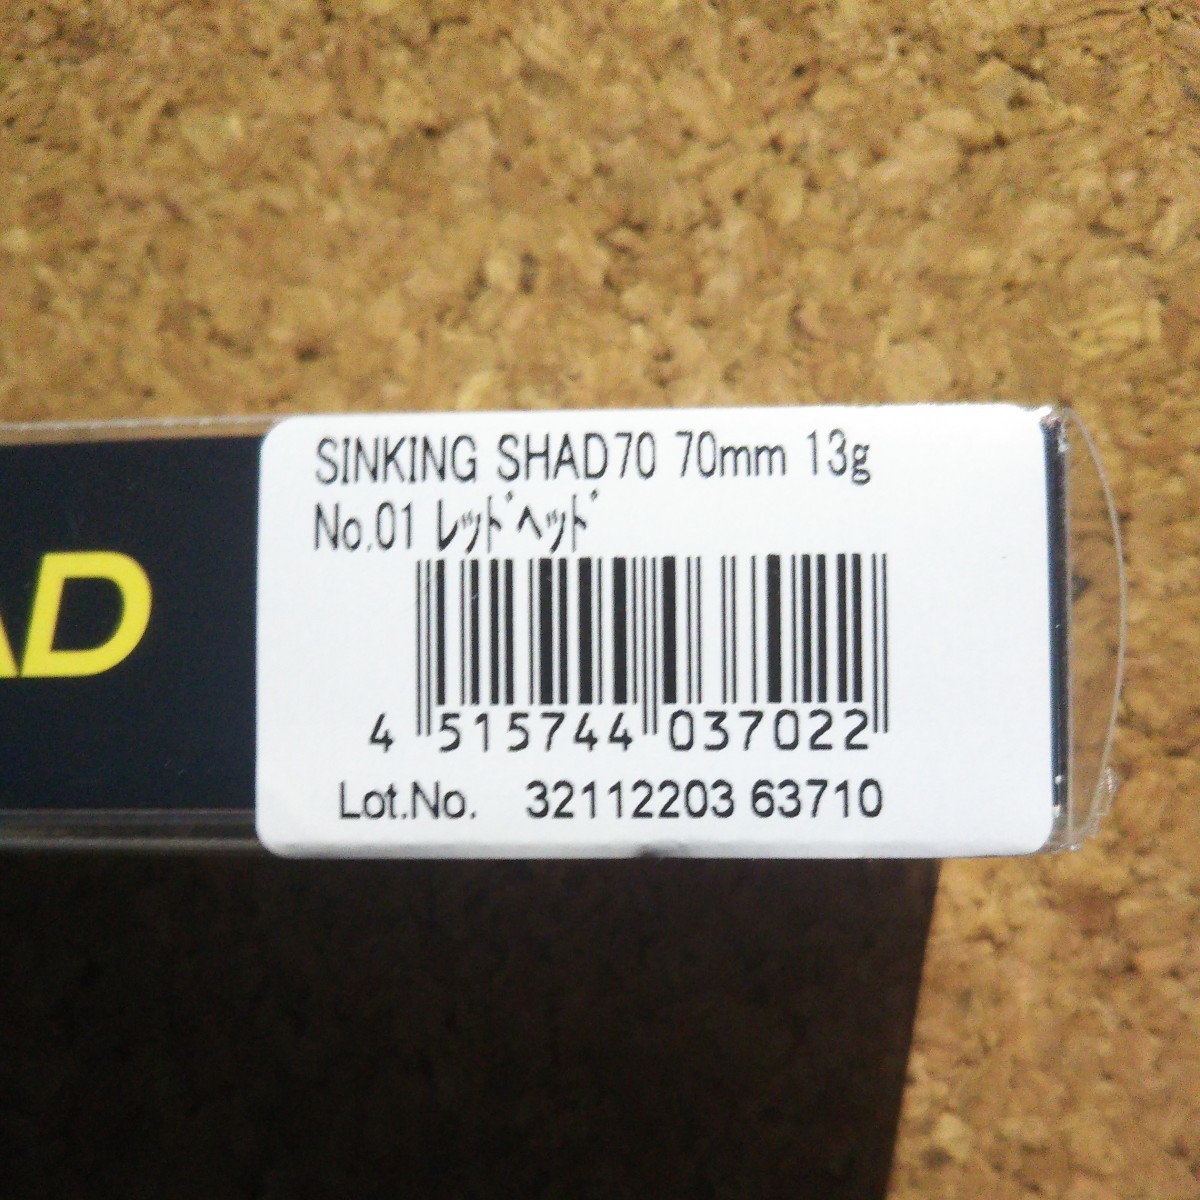 SINKING SHAD70 70mm 13g
No.01 ﾚｯﾄﾞﾍｯﾄﾞ
AD
4 515744 037022
Lot.No. 32112203 63710